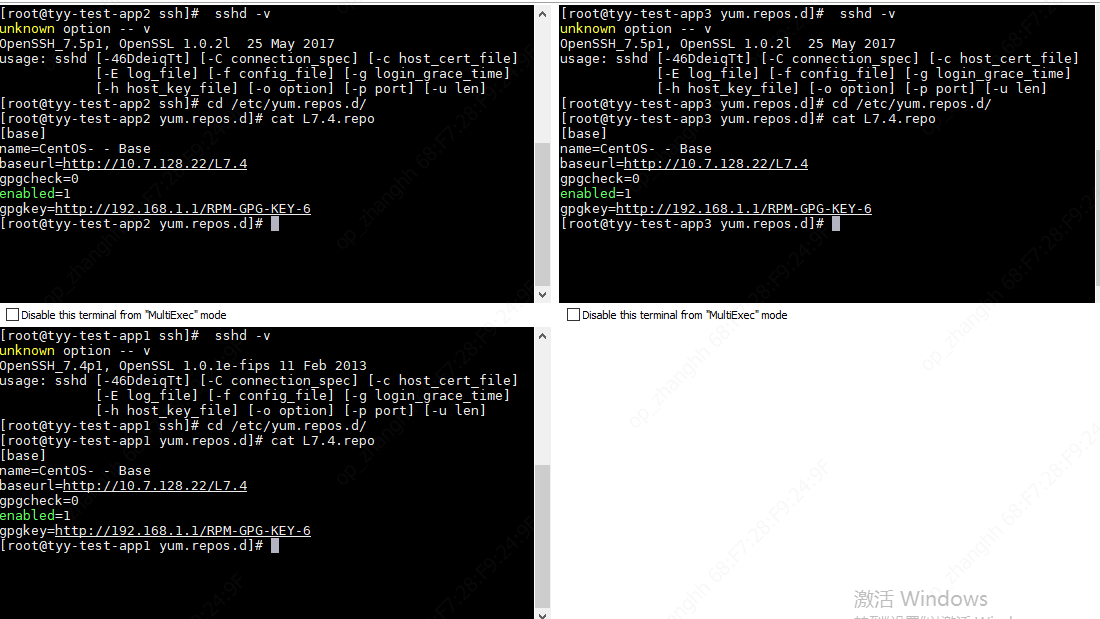 [root@tyy-test-app2 ssh]#  sshd -v
unknown option -- v
OpenSSH_7.5p1, OpenSSL 1.0.2l  25 May 2017
usage: sshd [-46DdeiqTt] [-C connection_spec] [-c host_cert_file]
            [-E log_file] [-f config_file] [-g login_grace_time]
            [-h host_key_file] [-o option] [-p port] [-u len]
[root@tyy-test-app2 ssh]# cd /etc/yum.repos.d/
[root@tyy-test-app2 yum.repos.d]# cat L7.4.repo
[base]
name=CentOS- - Base
baseurl=http://10.7.128.22/L7.4
gpgcheck=0
enabled=1
gpgkey=http://192.168.1.1/RPM-GPG-KEY-6
[root@tyy-test-app2 yum.repos.d]#
Disable this terminal from "MultiExec" mode
[root@tyy-test-app3 yum.repos.d]#  sshd -v
unknown option -- v
OpenSSH_7.5p1, OpenSSL 1.0.2l  25 May 2017
usage: sshd [-46DdeiqTt] [-C connection_spec] [-c host_cert_file]
            [-E log_file] [-f config_file] [-g login_grace_time]
            [-h host_key_file] [-o option] [-p port] [-u len]
[root@tyy-test-app3 yum.repos.d]# cd /etc/yum.repos.d/
[root@tyy-test-app3 yum.repos.d]# cat L7.4.repo
[base]
name=CentOS- - Base
baseurl=http://10.7.128.22/L7.4
gpgcheck=0
enabled=1
gpgkey=http://192.168.1.1/RPM-GPG-KEY-6
[root@tyy-test-app3 yum.repos.d]#
Disable this terminal from "MultiExec" mode
[root@tyy-test-app1 ssh]#  sshd -v
unknown option -- v
OpenSSH_7.4p1, OpenSSL 1.0.1e-fips 11 Feb 2013
usage: sshd [-46DdeiqTt] [-C connection_spec] [-c host_cert_file]
            [-E log_file] [-f config_file] [-g login_grace_time]
            [-h host_key_file] [-o option] [-p port] [-u len]
[root@tyy-test-app1 ssh]# cd /etc/yum.repos.d/
[root@tyy-test-app1 yum.repos.d]# cat L7.4.repo
[base]
name=CentOS- - Base
baseurl=http://10.7.128.22/L7.4
gpgcheck=0
enabled=1
gpgkey=http://192.168.1.1/RPM-GPG-KEY-6
[root@tyy-test-app1 yum.repos.d]#
op_zhanghh 68:F7:28:F9:24:9F
激活 Windows